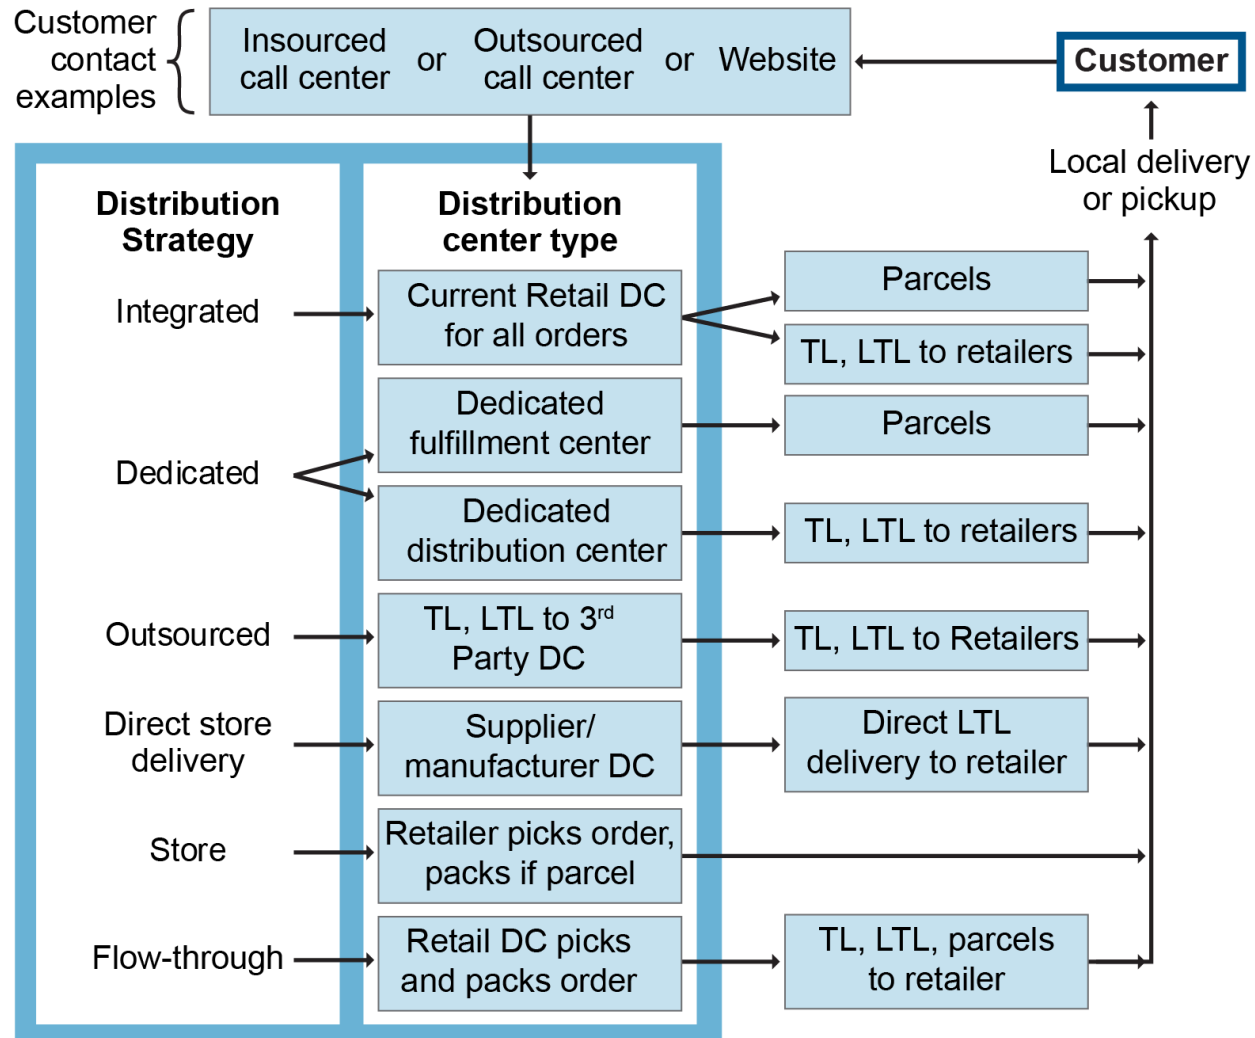 Customer
contact
examples
Insourced
call center
or
Outsourced
call center
or
Website
Customer
Local delivery
or pickup
Distribution
Strategy
Distribution
center type
Integrated
Current Retail DC
for all orders
Parcels
TL, LTL to retailers
Dedicated
Dedicated
fulfillment center
Parcels
Dedicated
distribution center
TL, LTL to retailers
Outsourced
TL, LTL to 3rd
Party DC
TL, LTL to Retailers
Direct store
delivery
Supplier/
manufacturer DC
Direct LTL
delivery to retailer
Store
Retailer picks order,
packs if parcel
Flow-through
Retail DC picks
and packs order
TL, LTL, parcels
to retailer